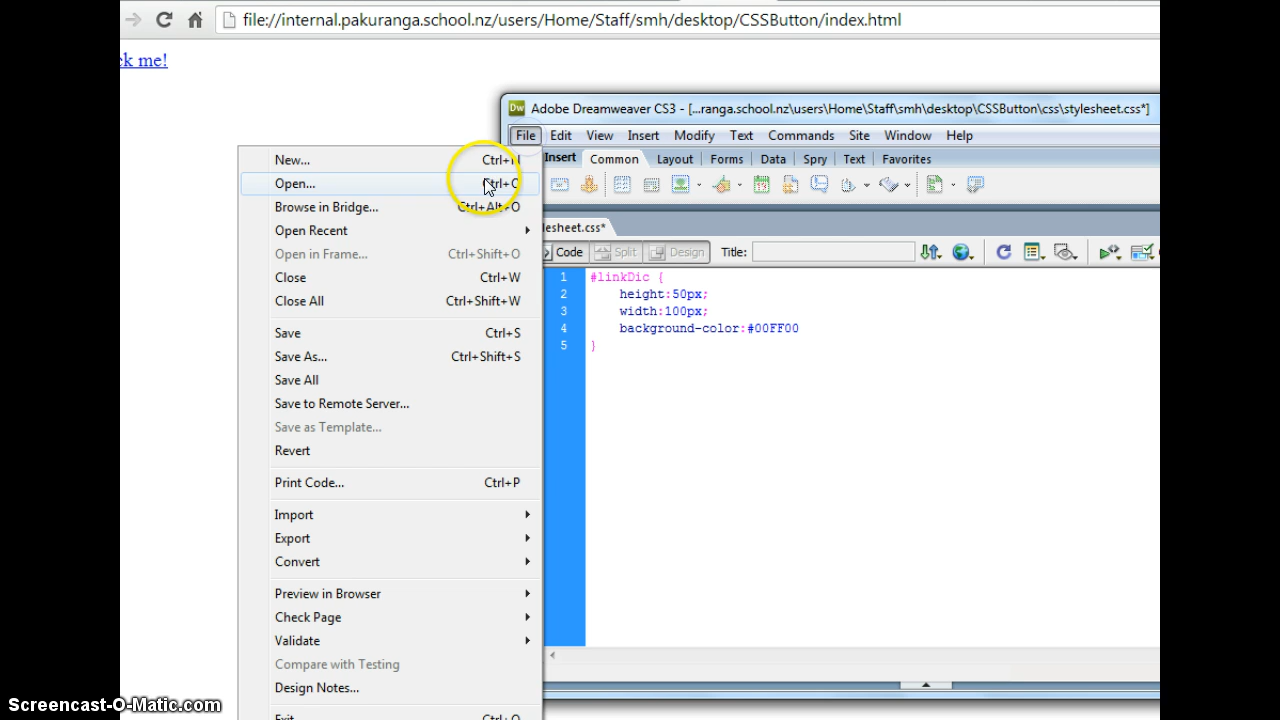 file://internal.pakuranga.school.nz/users/Home/Staff/smh/desktop/CSSButton/index.html
ck me!
Dw Adobe Dreamweaver CS3 - [...ranga.school.nz\users\Home\Staff\smh\desktop\CSSButton\css\stylesheet.css*]
File Edit View Insert Modify Text Commands Site Window Help
Insert Common Layout Forms Data Spry Text Favorites
lesheet.css*
Code Split Design Title:
1 #linkDic {
2 height:50px;
3 width:100px;
4 background-color:#00FF00
5 }
New... Ctrl+N
Open... Ctrl+O
Browse in Bridge... Ctrl+Alt+O
Open Recent
Open in Frame... Ctrl+Shift+O
Close Ctrl+W
Close All Ctrl+Shift+W
Save Ctrl+S
Save As... Ctrl+Shift+S
Save All
Save to Remote Server...
Save as Template...
Revert
Print Code... Ctrl+P
Import
Export
Convert
Preview in Browser
Check Page
Validate
Compare with Testing
Design Notes...
Exit Ctrl+Q
Screencast-O-Matic.com